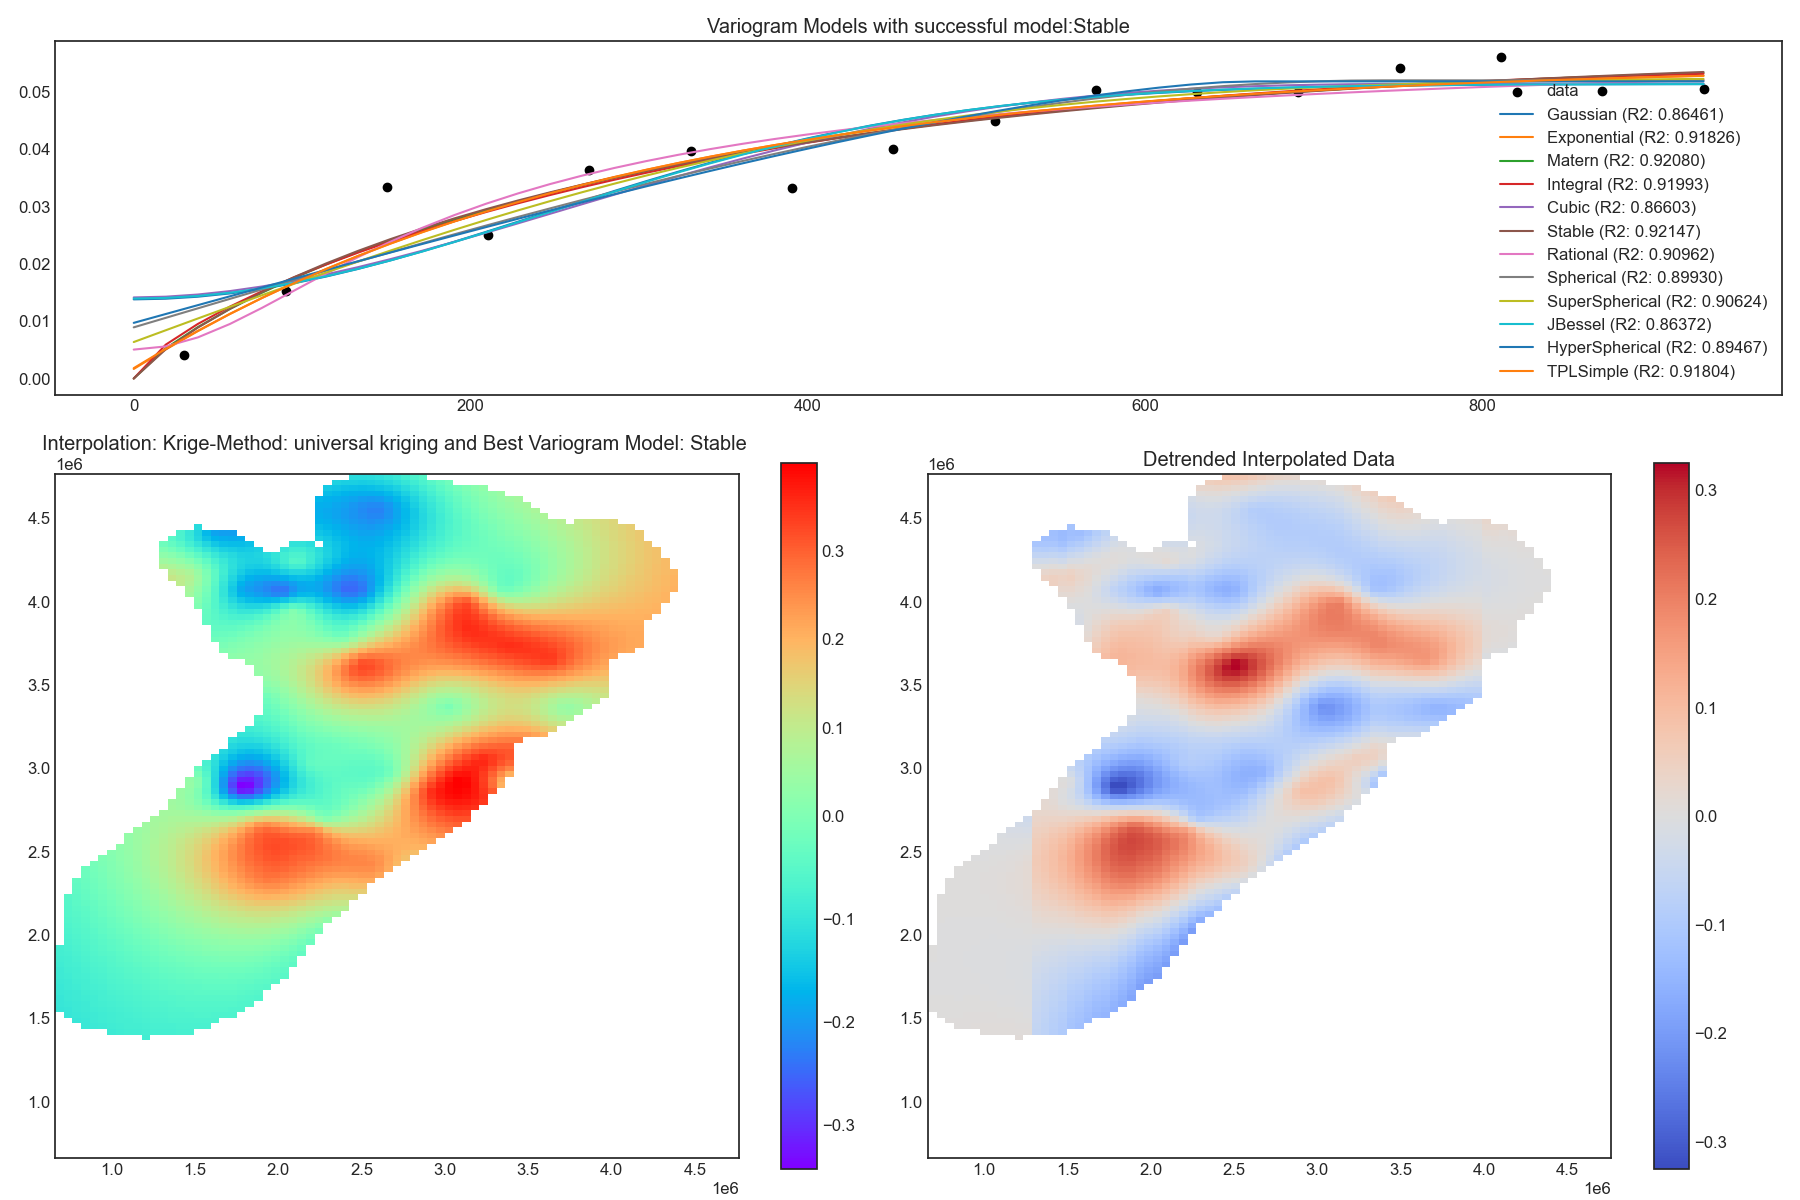 Variogram Models with successful model:Stable
0.05
0.04
0.03
0.02
0.01
0.00
data
Gaussian (R2: 0.86461)
Exponential (R2: 0.91826)
Matern (R2: 0.92080)
Integral (R2: 0.91993)
Cubic (R2: 0.86603)
Stable (R2: 0.92147)
Rational (R2: 0.90962)
Spherical (R2: 0.89930)
SuperSpherical (R2: 0.90624)
JBessel (R2: 0.86372)
HyperSpherical (R2: 0.89467)
TPLSimple (R2: 0.91804)
0 200 400 600 800
Interpolation: Krige-Method: universal kriging and Best Variogram Model: Stable
1e6
4.5
4.0
3.5
3.0
2.5
2.0
1.5
1.0
1.0 1.5 2.0 2.5 3.0 3.5 4.0 4.5
1e6
0.3
0.2
0.1
0.0
−0.1
−0.2
−0.3
Detrended Interpolated Data
1e6
4.5
4.0
3.5
3.0
2.5
2.0
1.5
1.0
1.0 1.5 2.0 2.5 3.0 3.5 4.0 4.5
1e6
0.3
0.2
0.1
0.0
−0.1
−0.2
−0.3